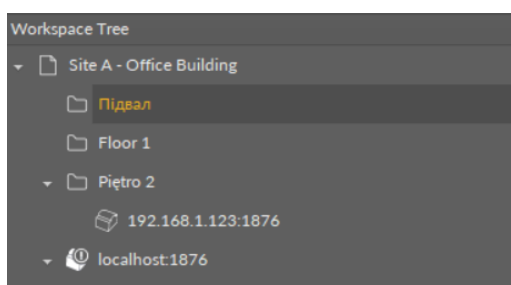 Workspace Tree
Site A - Office Building
Підвал
Floor 1
Piętro 2
192.168.1.123:1876
localhost:1876